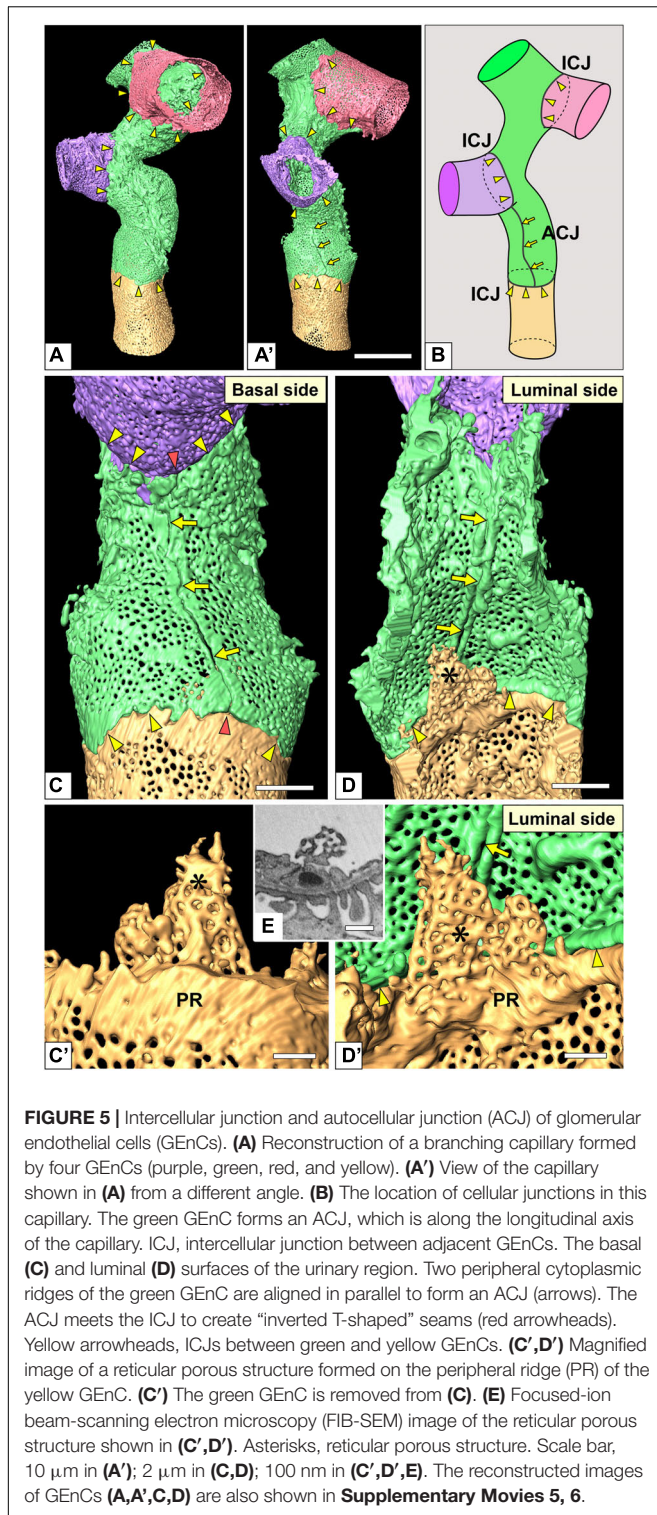 A
A'
B
ICJ
ICJ
ACJ
ICJ
Basal side
Luminal side
C
D
Luminal side
*
*
*
E
PR
PR
C'
D'
FIGURE 5 | Intercellular junction and autocellular junction (ACJ) of glomerular
endothelial cells (GEnCs). (A) Reconstruction of a branching capillary formed
by four GEnCs (purple, green, red, and yellow). (A′) View of the capillary
shown in (A) from a different angle. (B) The location of cellular junctions in this
capillary. The green GEnC forms an ACJ, which is along the longitudinal axis
of the capillary. ICJ, intercellular junction between adjacent GEnCs. The basal
(C) and luminal (D) surfaces of the urinary region. Two peripheral cytoplasmic
ridges of the green GEnC are aligned in parallel to form an ACJ (arrows). The
ACJ meets the ICJ to create “inverted T-shaped” seams (red arrowheads).
Yellow arrowheads, ICJs between green and yellow GEnCs. (C′,D′) Magnified
image of a reticular porous structure formed on the peripheral ridge (PR) of the
yellow GEnC. (C′) The green GEnC is removed from (C). (E) Focused-ion
beam-scanning electron microscopy (FIB-SEM) image of the reticular porous
structure shown in (C′,D′). Asterisks, reticular porous structure. Scale bar,
10 μm in (A′); 2 μm in (C,D); 100 nm in (C′,D′,E). The reconstructed images
of GEnCs (A,A′,C,D) are also shown in Supplementary Movies 5, 6.